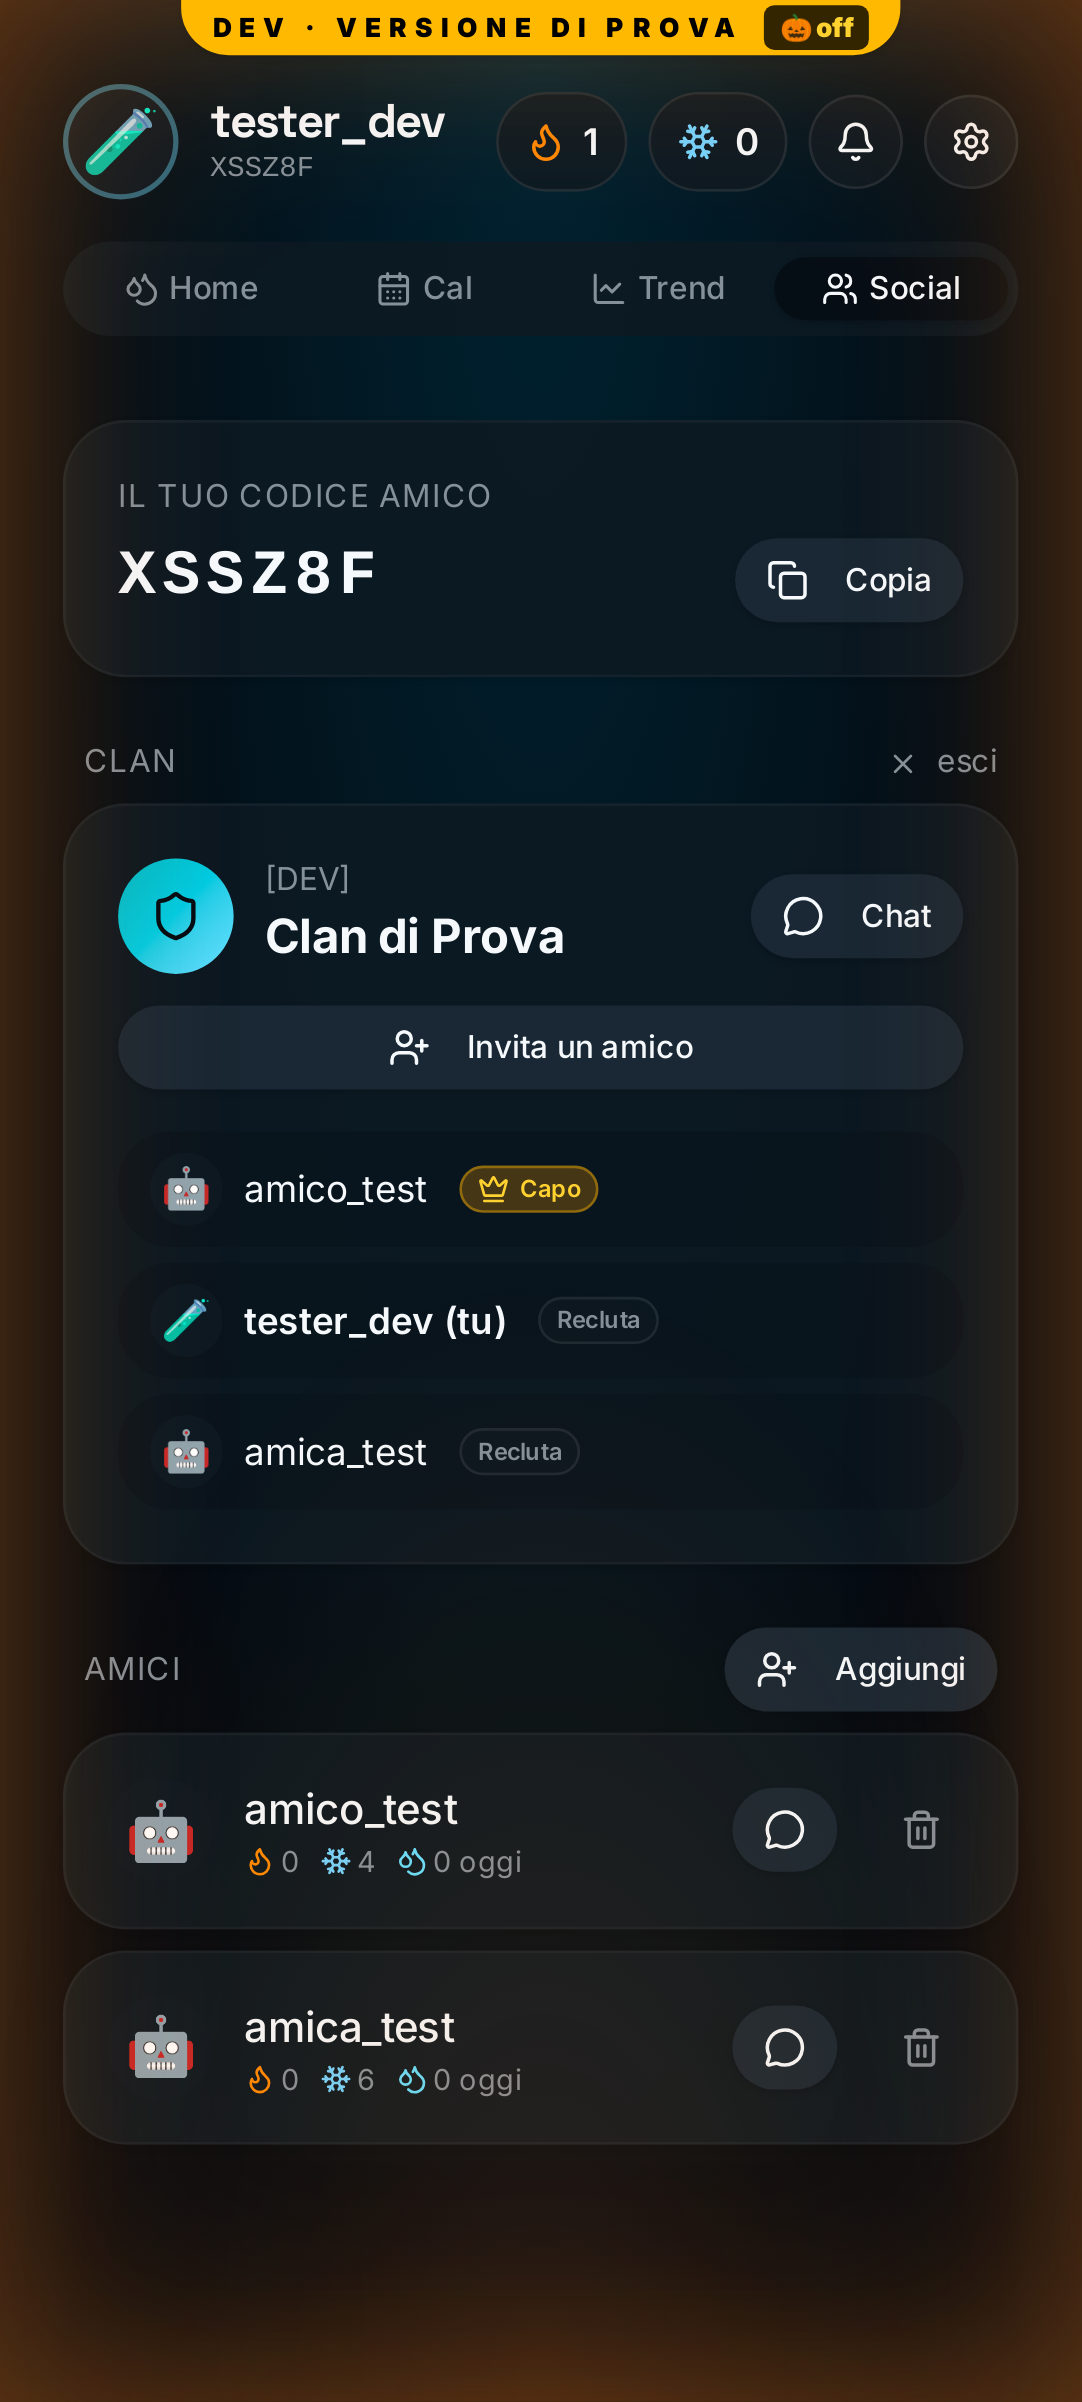 DEV · VERSIONE DI PROVA 🎃 off
tester_dev
XSSZ8F
1
0
Home Cal Trend Social
IL TUO CODICE AMICO
XSSZ8F
Copia
CLAN
esci
[DEV]
Clan di Prova
Chat
Invita un amico
amico_test Capo
tester_dev (tu) Recluta
amica_test Recluta
AMICI
Aggiungi
amico_test
0 4 0 oggi
amica_test
0 6 0 oggi